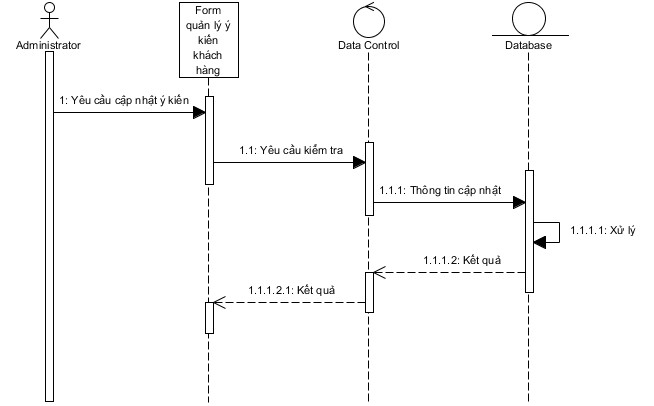 Administrator
Form
quản lý ý
kiến
khách
hàng
Data Control
Database
1: Yêu cầu cập nhật ý kiến
1.1: Yêu cầu kiểm tra
1.1.1: Thông tin cập nhật
1.1.1.1: Xử lý
1.1.1.2: Kết quả
1.1.1.2.1: Kết quả